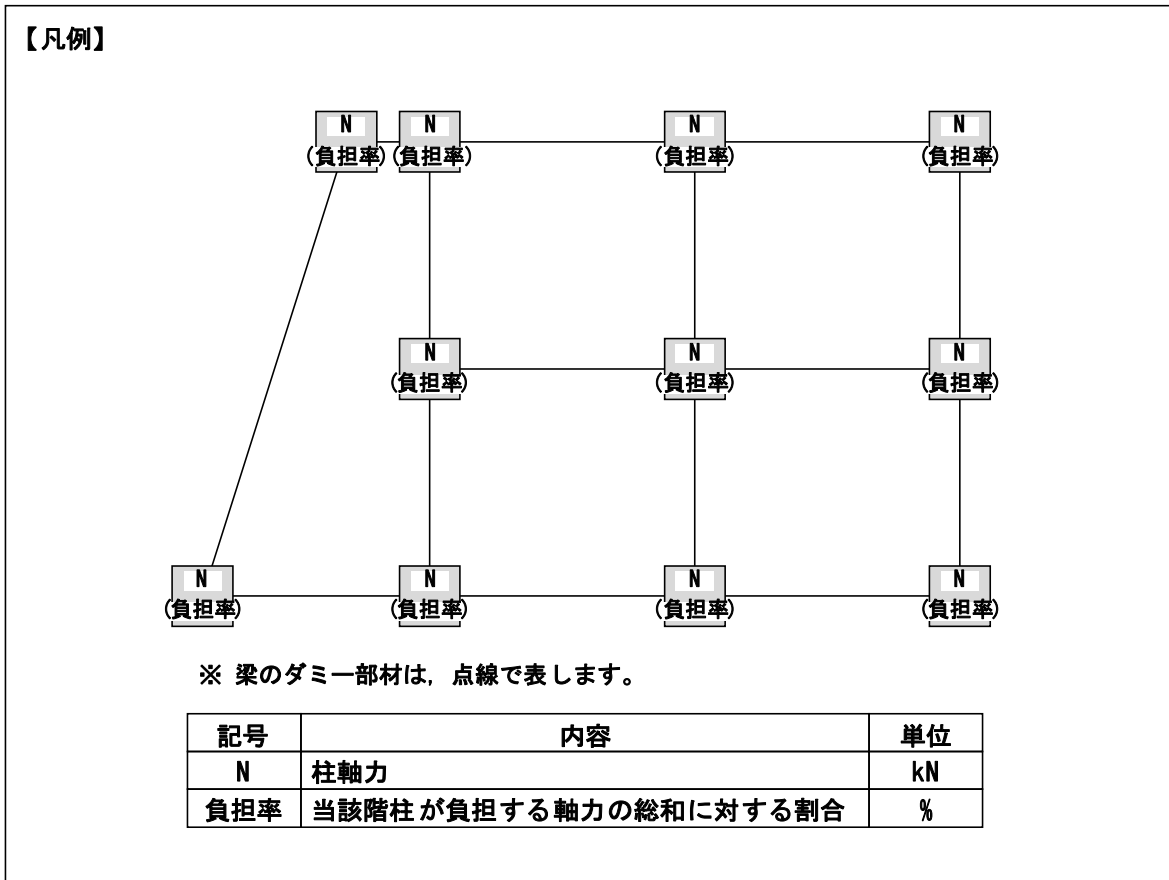 【凡例】
N N N N
(負担率) (負担率) (負担率) (負担率)
N N N
(負担率) (負担率) (負担率)
N N N N
(負担率) (負担率) (負担率) (負担率)
※ 梁のダミー部材は, 点線で表します。
記号 内容 単位
N 柱軸力 kN
負担率 当該階柱が負担する軸力の総和に対する割合 %